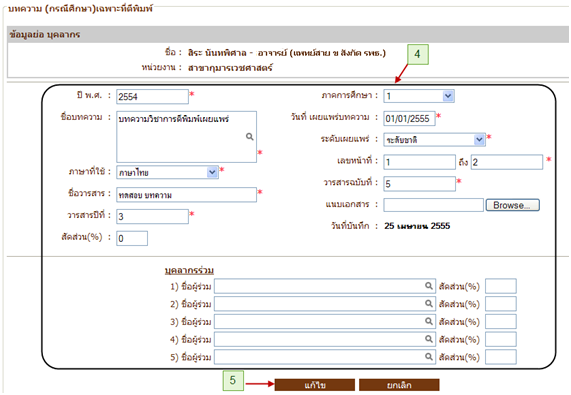 บทความ (กรณีศึกษา)เฉพาะที่ตีพิมพ์
ข้อมูลย่อ บุคลากร
ชื่อ : สิระ นันทพิศาล - อาจารย์ (แพทย์สาย ข สังกัด รพธ.)
หน่วยงาน : สาขากุมารเวชศาสตร์
4
ปี พ.ศ. : 2554 * ภาคการศึกษา : 1
ชื่อบทความ : บทความวิชาการตีพิมพ์เผยแพร่ * วันที่ เผยแพร่บทความ : 01/01/2555 *
ระดับเผยแพร่ : ระดับชาติ *
เลขหน้าที่ : 1 ถึง 2 *
ภาษาที่ใช้ : ภาษาไทย * วารสารฉบับที่ : 5 *
ชื่อวารสาร : ทดสอบ บทความ * แนบเอกสาร : Browse...
วารสารปีที่ : 3 * วันที่บันทึก : 25 เมษายน 2555
สัดส่วน(%) : 0
บุคลากรร่วม
1) ชื่อผู้ร่วม สัดส่วน(%)
2) ชื่อผู้ร่วม สัดส่วน(%)
3) ชื่อผู้ร่วม สัดส่วน(%)
4) ชื่อผู้ร่วม สัดส่วน(%)
5) ชื่อผู้ร่วม สัดส่วน(%)
5 แก้ไข ยกเลิก